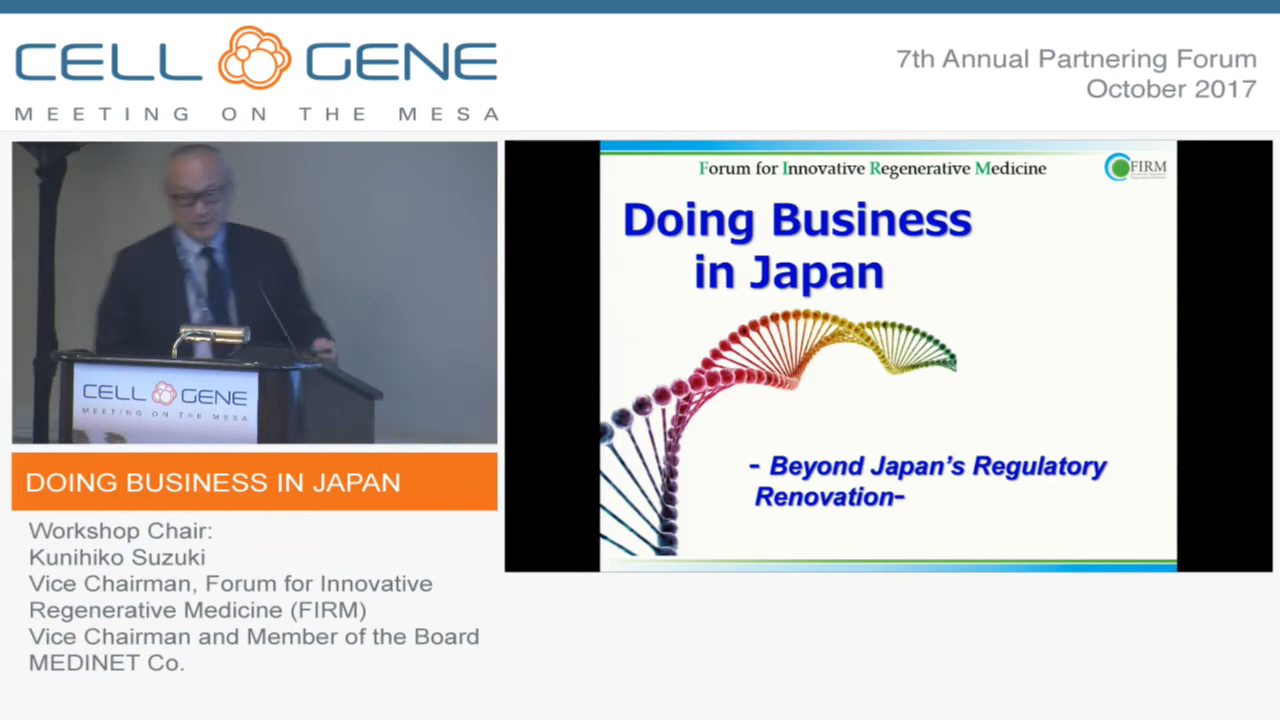 CELL GENE
MEETING ON THE MESA
7th Annual Partnering Forum
October 2017
CELL GENE
MEETING ON THE MESA
Forum for Innovative Regenerative Medicine
FIRM
Doing Business
in Japan
- Beyond Japan's Regulatory
Renovation-
DOING BUSINESS IN JAPAN
Workshop Chair:
Kunihiko Suzuki
Vice Chairman, Forum for Innovative
Regenerative Medicine (FIRM)
Vice Chairman and Member of the Board
MEDINET Co.